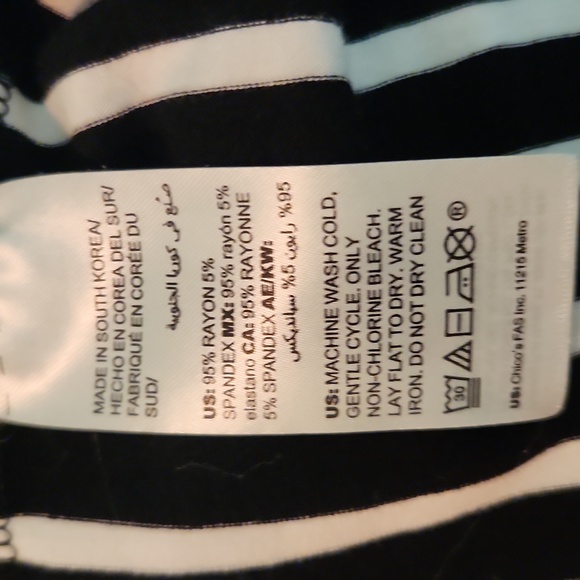 MADE IN SOUTH KOREA/
HECHO EN COREA DEL SUR/
FABRIQUÉ EN CORÉE DU
SUD/
صنع في كوريا الجنوبية
US: 95% RAYON 5%
SPANDEX MX: 95% rayón 5%
elastano CA: 95% RAYONNE
5% SPANDEX AE/KW:
95% رايون 5% سباندكس
US: MACHINE WASH COLD,
GENTLE CYCLE. ONLY
NON-CHLORINE BLEACH.
LAY FLAT TO DRY. WARM
IRON. DO NOT DRY CLEAN
30 ®
US: Chico's FAS Inc. 11215 Metro